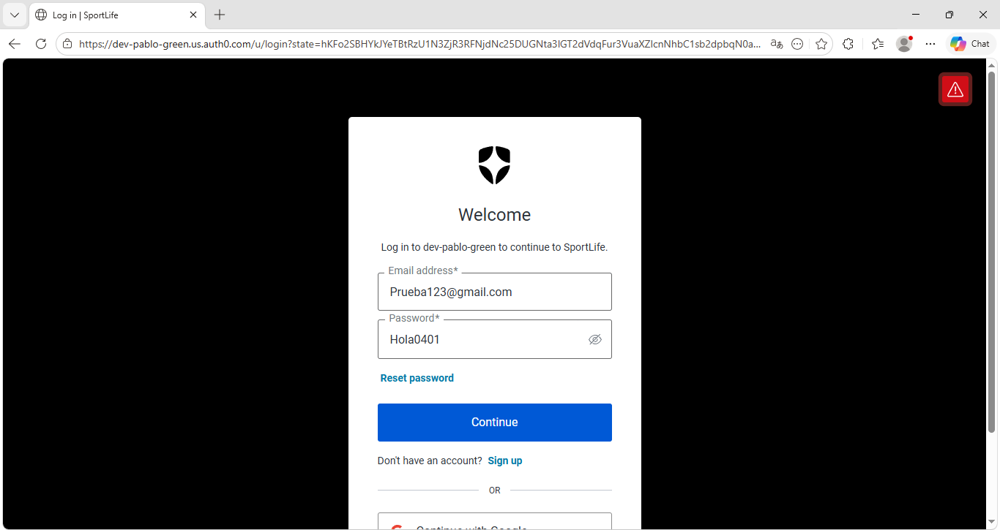 Log in | SportLife
https://dev-pablo-green.us.auth0.com/u/login?state=hKFo2SBHYkJYeTBtRzU1N3ZjR3RFNjdNc25DUGNta3lGT2dVdqFur3VuaXZlcnNhbC1sb2dpbqN0a...
Chat
Welcome
Log in to dev-pablo-green to continue to SportLife.
Email address*
Prueba123@gmail.com
Password*
Hola0401
Reset password
Continue
Don't have an account? Sign up
OR
Continue with Google